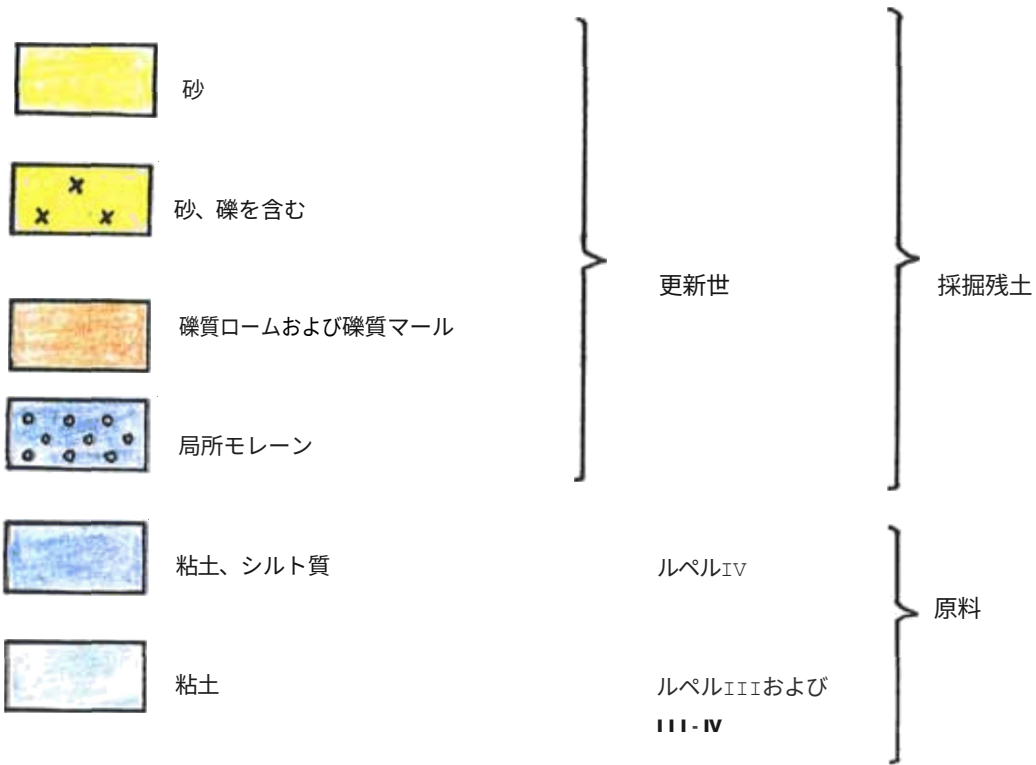 砂
砂、礫を含む
礫質ロームおよび礫質マール
局所モレーン
更新世
採掘残土
粘土、シルト質
ルペルIV
粘土
ルペルIIIおよび
III-IV
原料